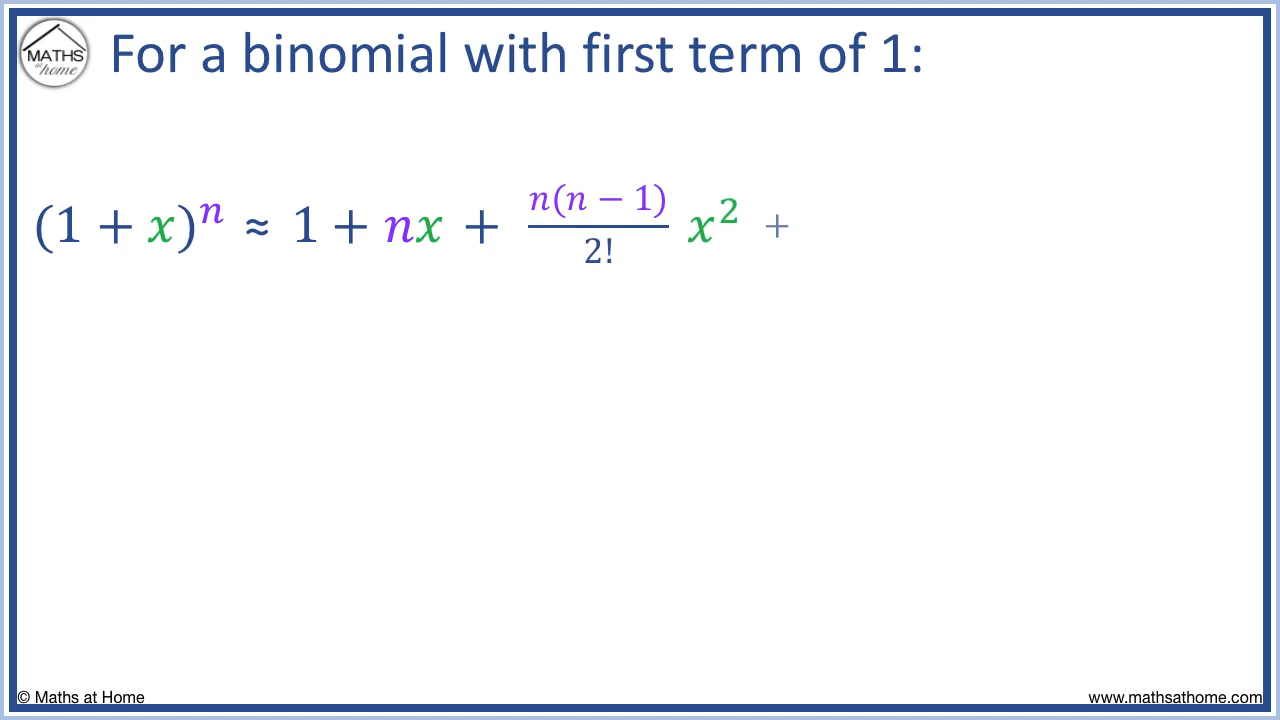 MATHS
at home
For a binomial with first term of 1:
(1 + x)ⁿ ≈ 1 + nx + n(n − 1)/2! x² +
© Maths at Home
www.mathsathome.com